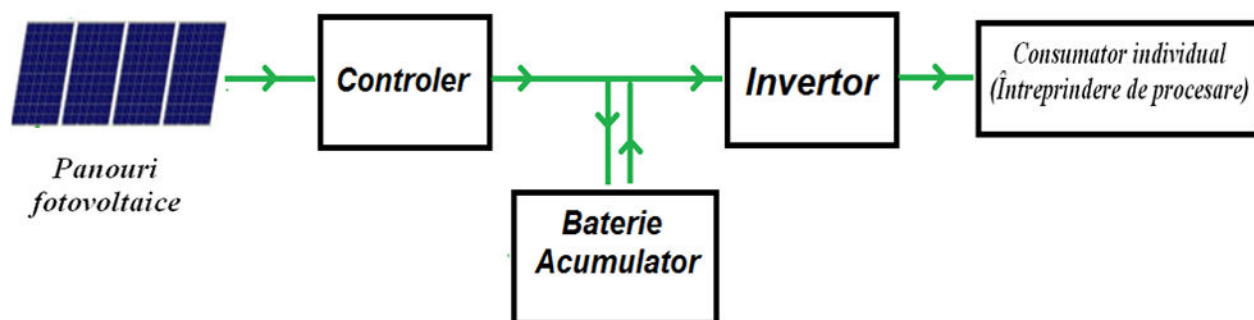 Panouri
fotovoltaice
Controler
Baterie
Acumulator
Invertor
Consumator individual
(Întreprindere de procesare)